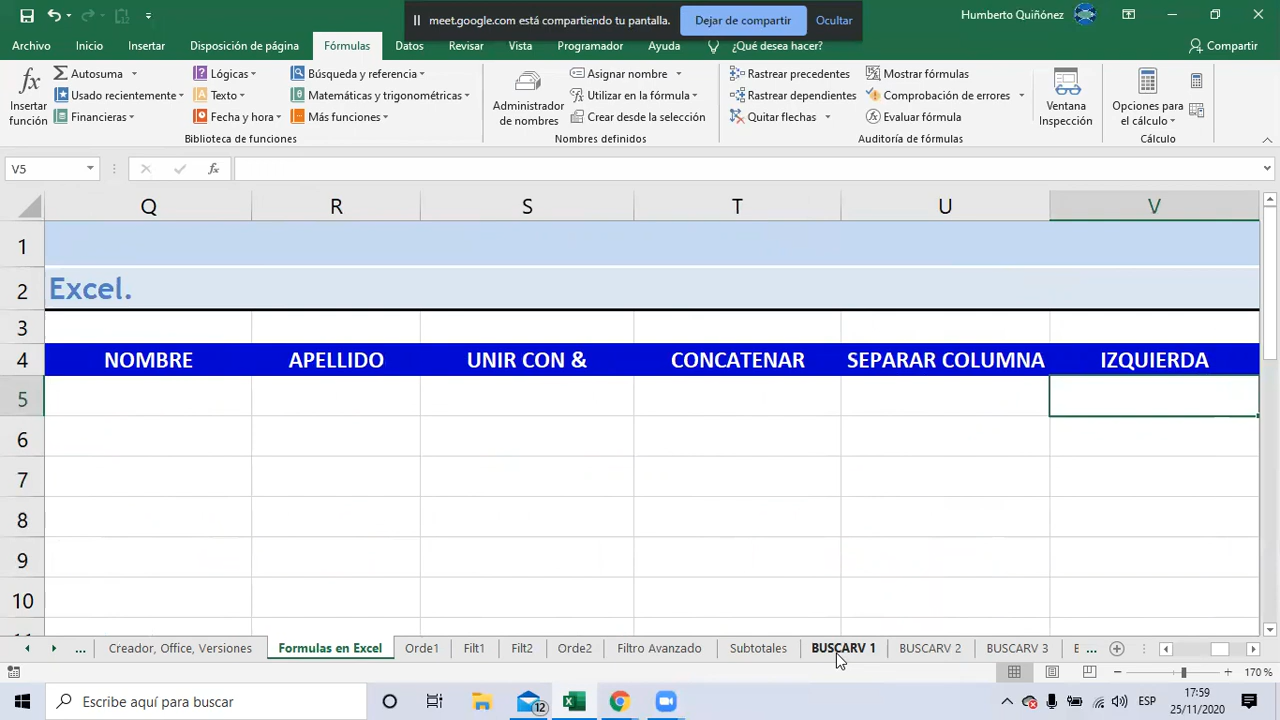 meet.google.com está compartiendo tu pantalla. Dejar de compartir Ocultar
Humberto Quiñónez
Archivo Inicio Insertar Disposición de página Fórmulas Datos Revisar Vista Programador Ayuda ¿Qué desea hacer? Compartir
Insertar función
Autosuma
Usado recientemente
Financieras
Lógicas
Texto
Fecha y hora
Búsqueda y referencia
Matemáticas y trigonométricas
Más funciones
Biblioteca de funciones
Administrador de nombres
Asignar nombre
Utilizar en la fórmula
Crear desde la selección
Nombres definidos
Rastrear precedentes
Rastrear dependientes
Quitar flechas
Mostrar fórmulas
Comprobación de errores
Evaluar fórmula
Auditoría de fórmulas
Ventana Inspección
Opciones para el cálculo
Cálculo
V5 fx
Q R S T U V
1
2 Excel.
3
4 NOMBRE APELLIDO UNIR CON & CONCATENAR SEPARAR COLUMNA IZQUIERDA
5
6
7
8
9
10
... Creador, Office, Versiones Formulas en Excel Orde1 Filt1 Filt2 Orde2 Filtro Avanzado Subtotales BUSCARV 1 BUSCARV 2 BUSCARV 3 B ...
170 %
Escribe aquí para buscar
12
ESP
17:59
25/11/2020